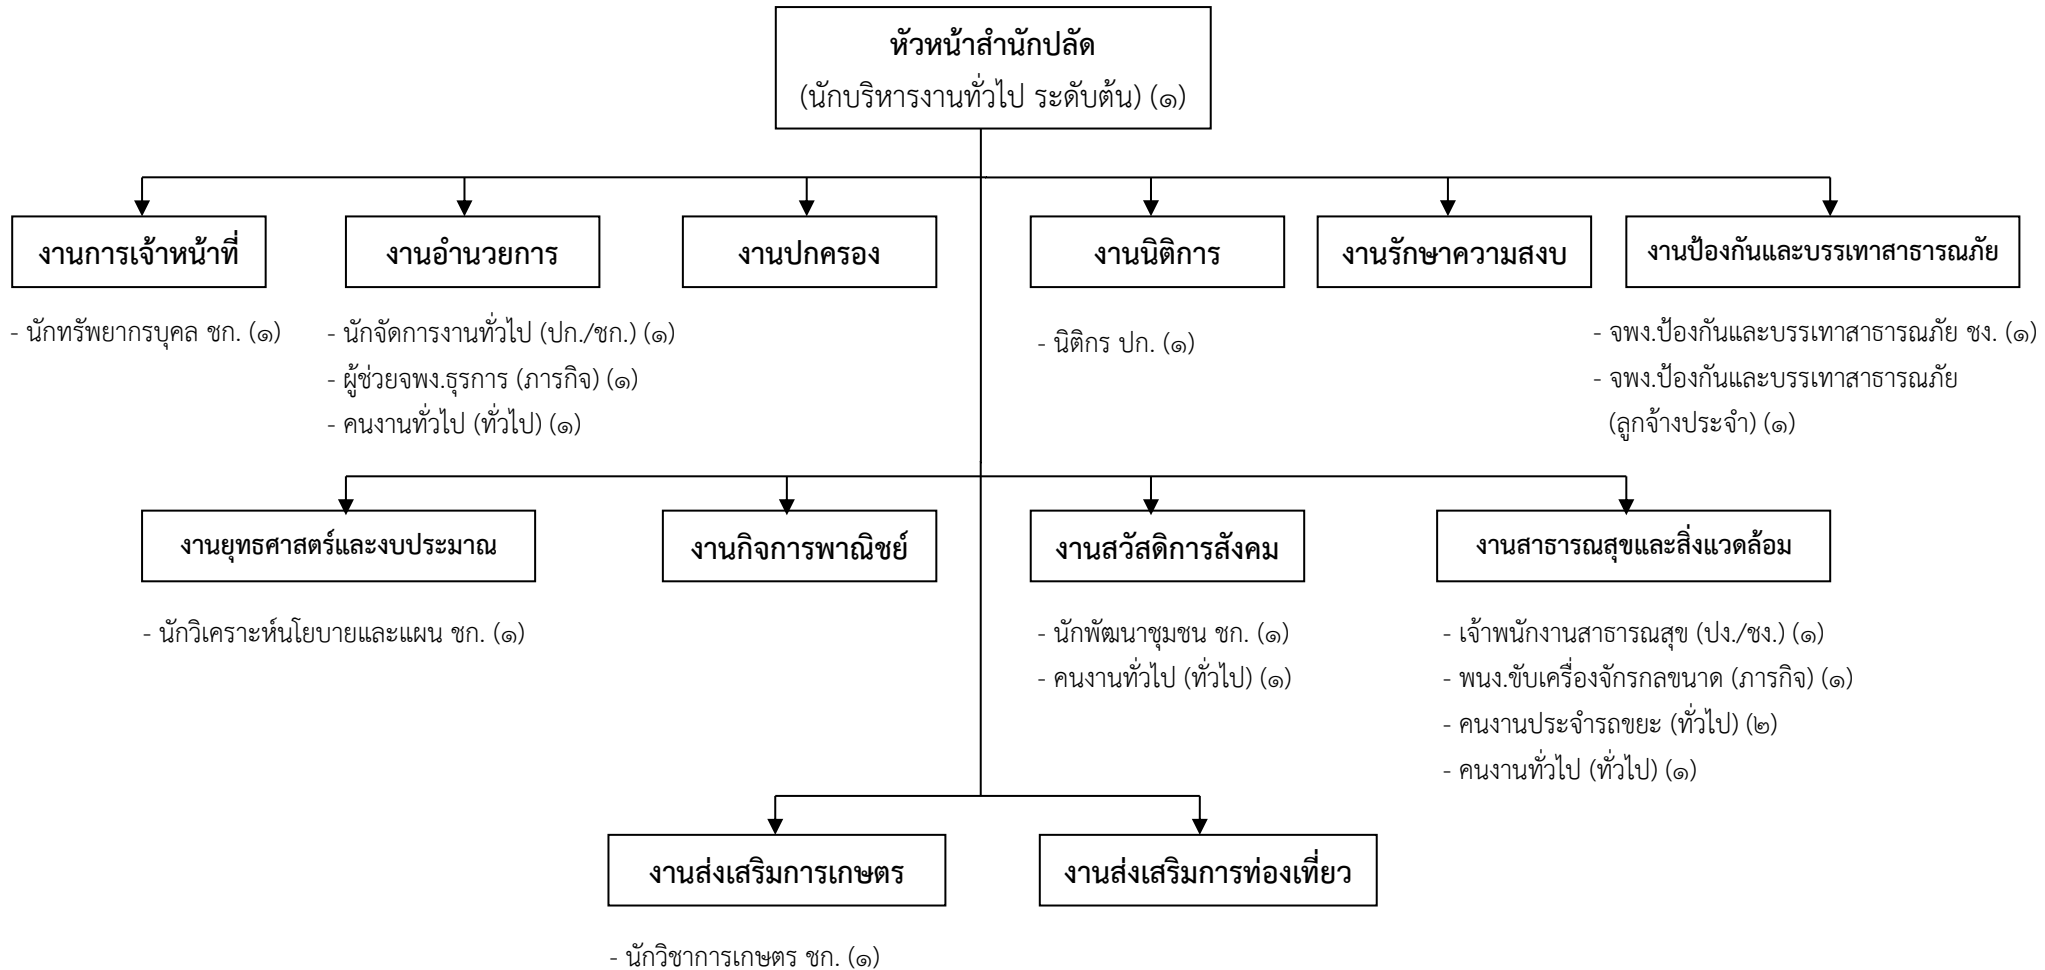 หัวหน้าสำนักปลัด
(นักบริหารงานทั่วไป ระดับต้น) (๑)
งานการเจ้าหน้าที่
งานอำนวยการ
งานปกครอง
งานนิติการ
งานรักษาความสงบ
งานป้องกันและบรรเทาสาธารณภัย
- นักทรัพยากรบุคล ชก. (๑)
- นักจัดการงานทั่วไป (ปก./ชก.) (๑)
- ผู้ช่วยจพง.ธุรการ (ภารกิจ) (๑)
- คนงานทั่วไป (ทั่วไป) (๑)
- นิติกร ปก. (๑)
- จพง.ป้องกันและบรรเทาสาธารณภัย ชง. (๑)
- จพง.ป้องกันและบรรเทาสาธารณภัย
(ลูกจ้างประจำ) (๑)
งานยุทธศาสตร์และงบประมาณ
งานกิจการพาณิชย์
งานสวัสดิการสังคม
งานสาธารณสุขและสิ่งแวดล้อม
- นักวิเคราะห์นโยบายและแผน ชก. (๑)
- นักพัฒนาชุมชน ชก. (๑)
- คนงานทั่วไป (ทั่วไป) (๑)
- เจ้าพนักงานสาธารณสุข (ปง./ชง.) (๑)
- พนง.ขับเครื่องจักรกลขนาด (ภารกิจ) (๑)
- คนงานประจำรถขยะ (ทั่วไป) (๒)
- คนงานทั่วไป (ทั่วไป) (๑)
งานส่งเสริมการเกษตร
งานส่งเสริมการท่องเที่ยว
- นักวิชาการเกษตร ชก. (๑)